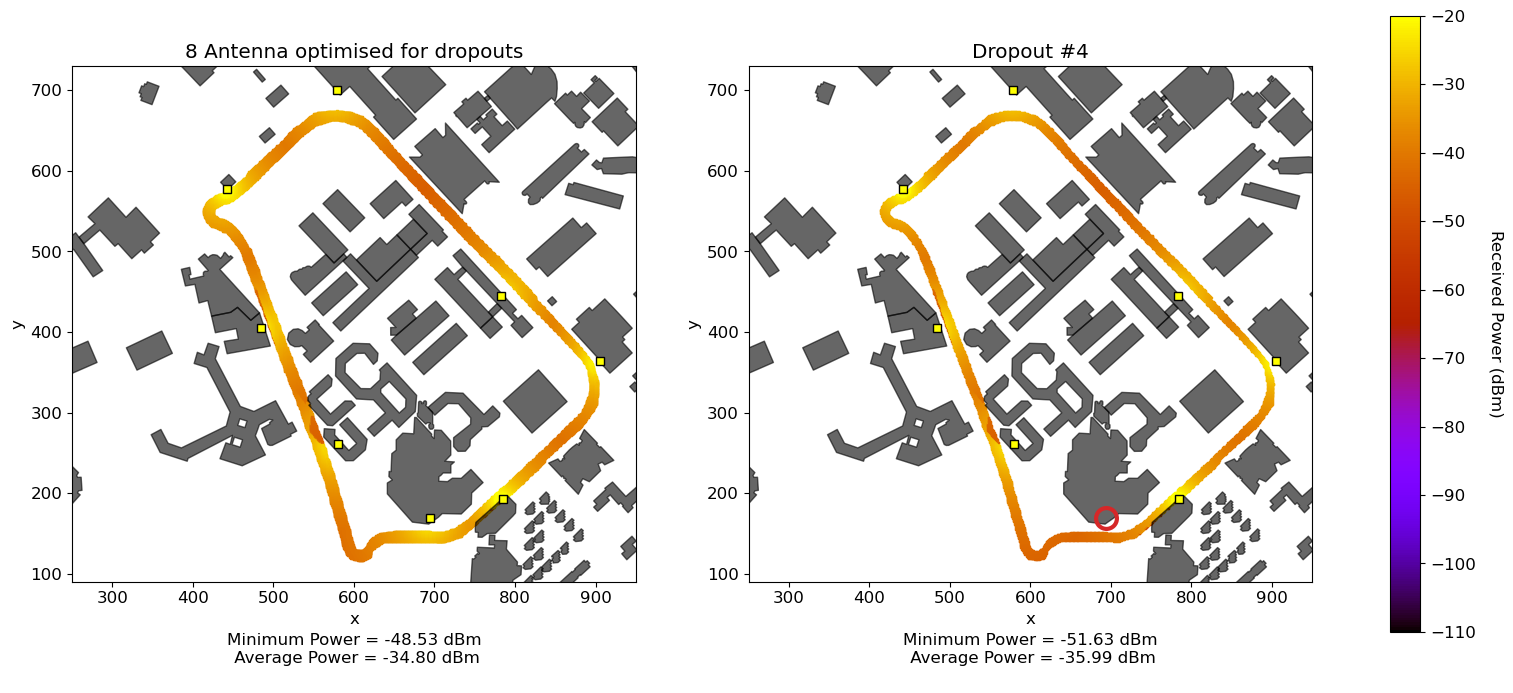 8 Antenna optimised for dropouts
700
600
500
400
300
200
100
y
300 400 500 600 700 800 900
x
Minimum Power = -48.53 dBm
Average Power = -34.80 dBm
Dropout #4
700
600
500
400
300
200
100
y
300 400 500 600 700 800 900
x
Minimum Power = -51.63 dBm
Average Power = -35.99 dBm
−20
−30
−40
−50
−60
−70
−80
−90
−100
−110
Received Power (dBm)